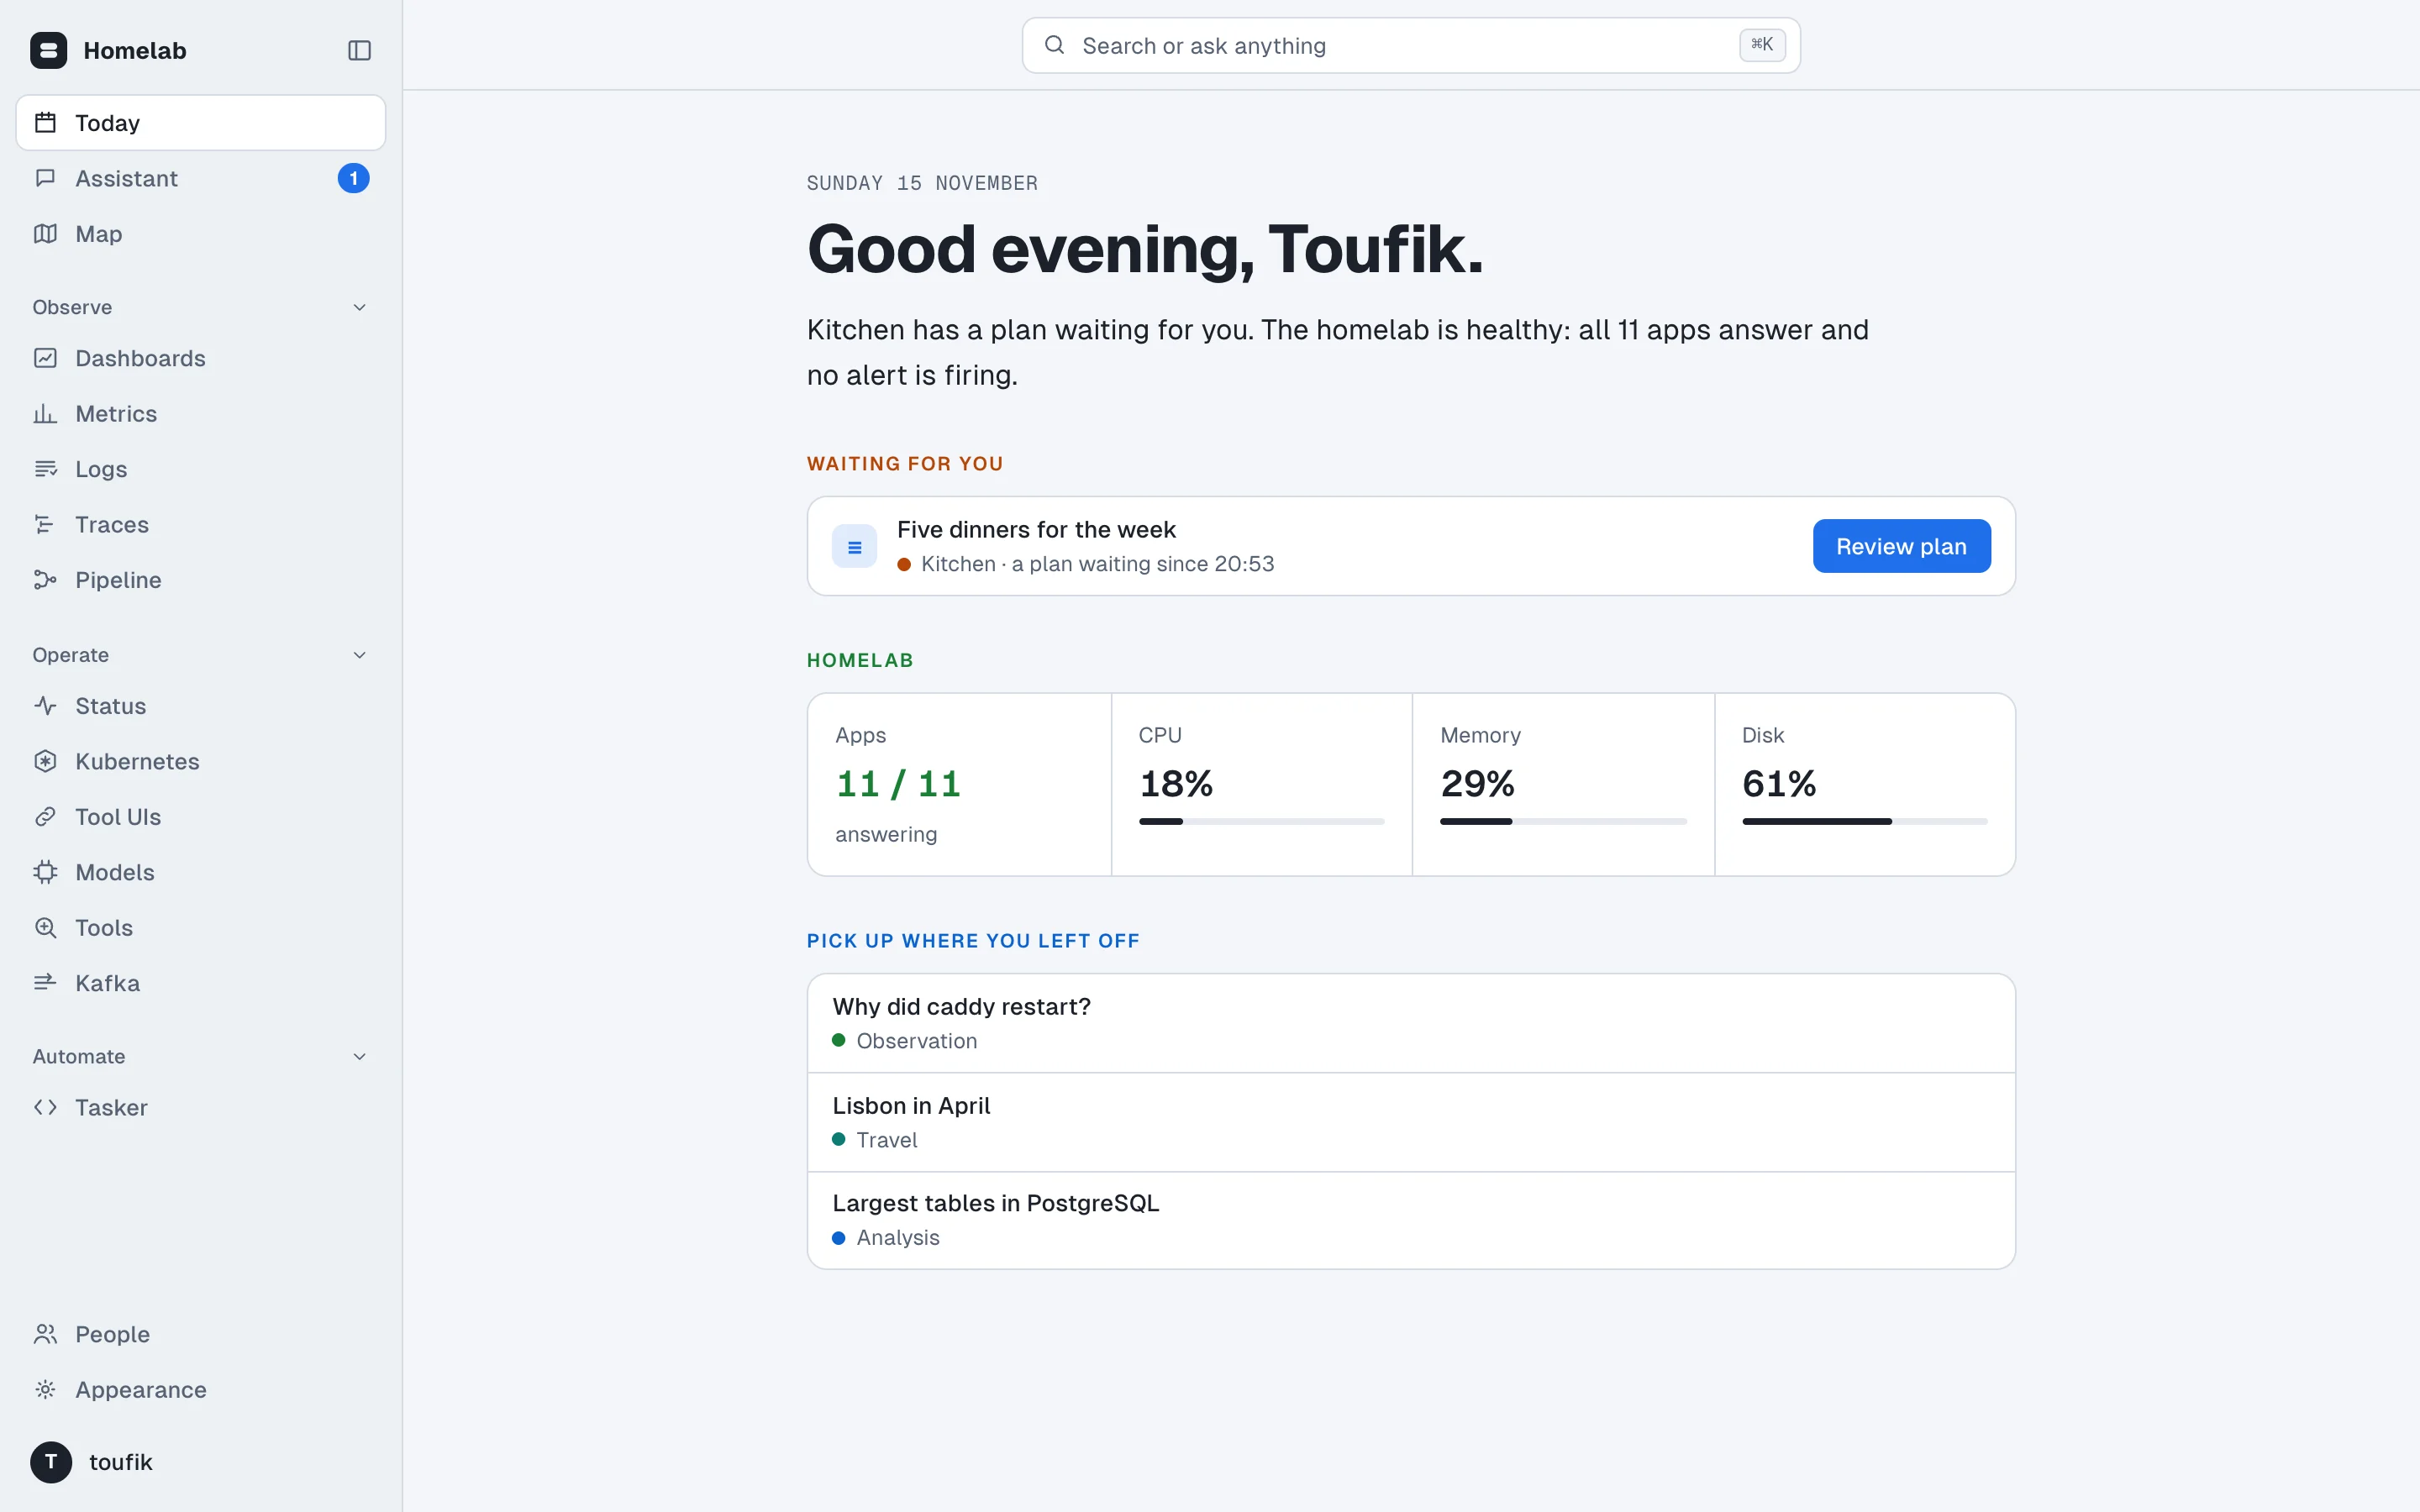 Homelab
Today
Assistant 1
Map
Observe
Dashboards
Metrics
Logs
Traces
Pipeline
Operate
Status
Kubernetes
Tool UIs
Models
Tools
Kafka
Automate
Tasker
People
Appearance
T toufik
Search or ask anything ⌘K
SUNDAY 15 NOVEMBER
Good evening, Toufik.
Kitchen has a plan waiting for you. The homelab is healthy: all 11 apps answer and
no alert is firing.
WAITING FOR YOU
Five dinners for the week
Kitchen · a plan waiting since 20:53
Review plan
HOMELAB
Apps
11 / 11
answering
CPU
18%
Memory
29%
Disk
61%
PICK UP WHERE YOU LEFT OFF
Why did caddy restart?
Observation
Lisbon in April
Travel
Largest tables in PostgreSQL
Analysis